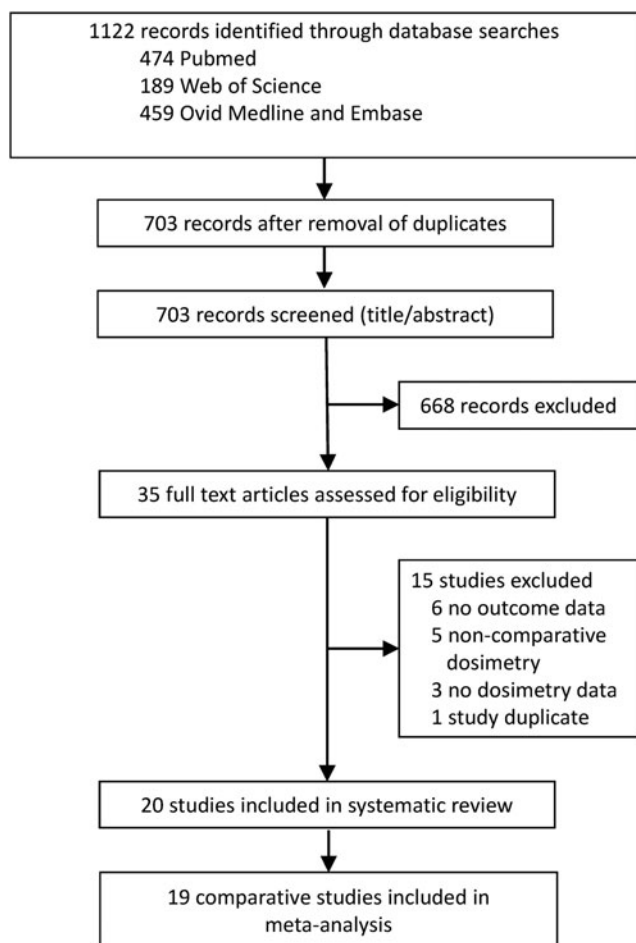 1122 records identified through database searches
474 Pubmed
189 Web of Science
459 Ovid Medline and Embase
703 records after removal of duplicates
703 records screened (title/abstract)
668 records excluded
35 full text articles assessed for eligibility
15 studies excluded
6 no outcome data
5 non-comparative
dosimetry
3 no dosimetry data
1 study duplicate
20 studies included in systematic review
19 comparative studies included in
meta-analysis